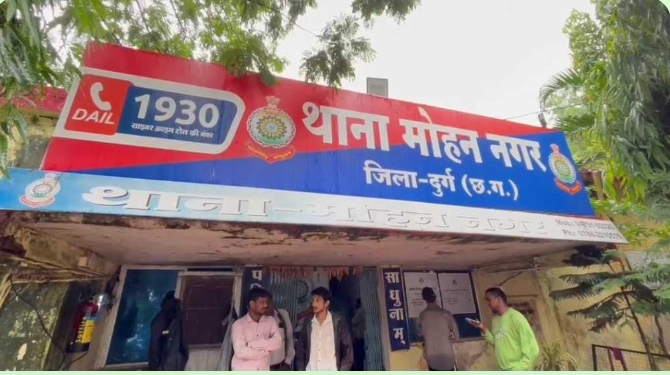 DAIL
1930
साइबर क्राइम टोल फ्री नंबर
थाना मोहन नगर
जिला-दुर्ग (छ.ग.)
थाना-मोहन नगर
साधुनाम्